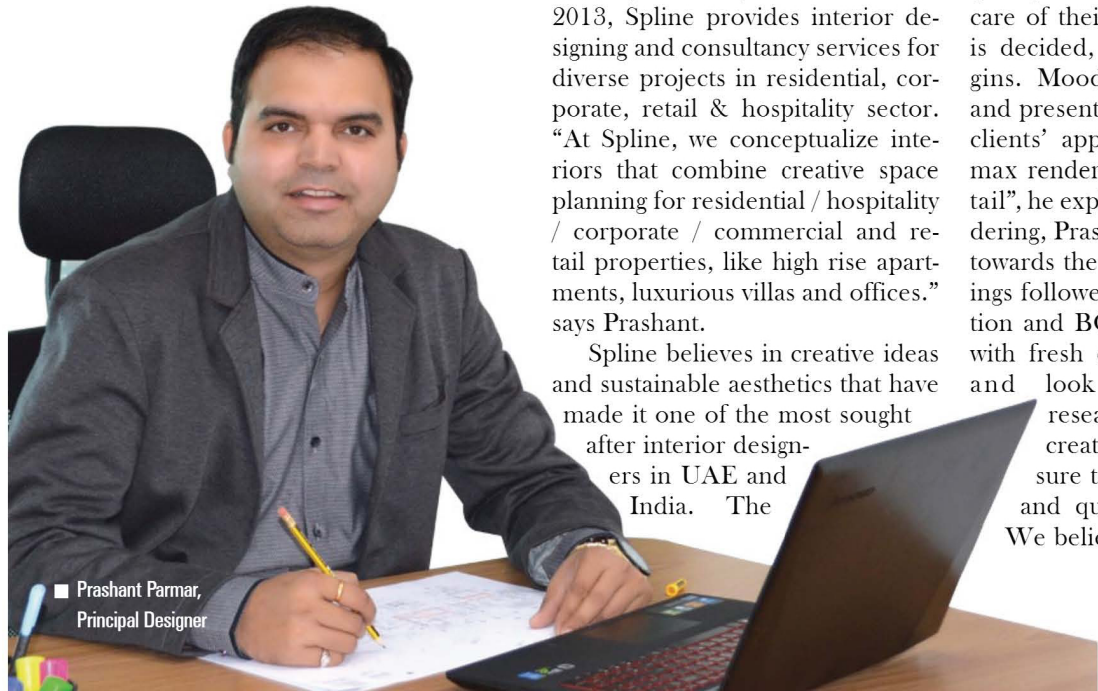 2013, Spline provides interior de-
signing and consultancy services for
diverse projects in residential, cor-
porate, retail & hospitality sector.
“At Spline, we conceptualize inte-
riors that combine creative space
planning for residential / hospitality
/ corporate / commercial and re-
tail properties, like high rise apart-
ments, luxurious villas and offices.”
says Prashant.
Spline believes in creative ideas
and sustainable aesthetics that have
made it one of the most sought
after interior design-
ers in UAE and
India. The
care of their
is decided,
gins. Mood
and present
clients’ app
max render
tail”, he exp
dering, Pras
towards the
ings followe
tion and BO
with fresh
and look
resea
creat
sure t
and qu
We belie
■ Prashant Parmar,
Principal Designer